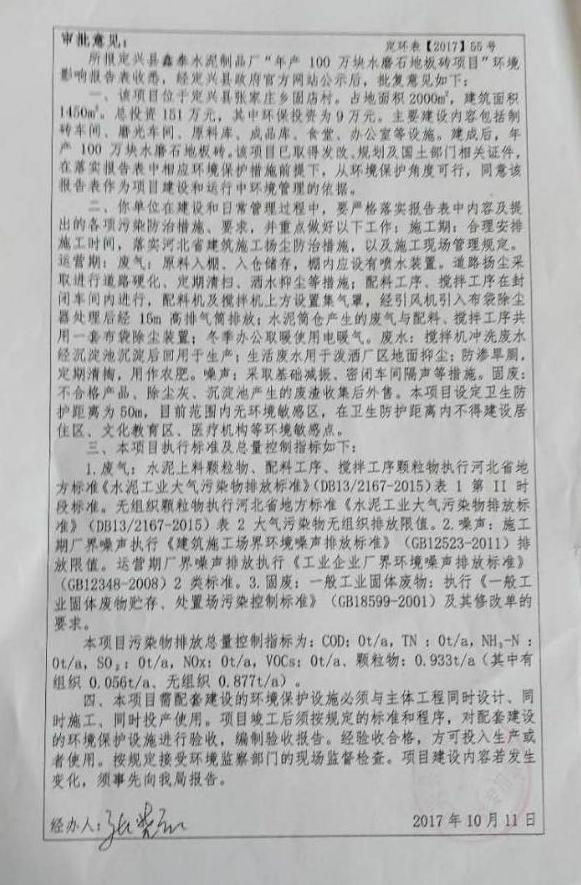 审批意见：
定环表【2017】55号
所报定兴县鑫泰水泥制品厂“年产 100 万块水磨石地板砖项目”环境
影响报告表收悉，经定兴县政府官方网站公示后，批复意见如下：
一、该项目位于定兴县张家庄乡固店村。占地面积 2000㎡，建筑面积
1450㎡。总投资 151 万元，其中环保投资为 9 万元。主要建设内容包括制
砖车间、磨光车间、原料库、成品库、食堂、办公室等设施。建成后，年
产 100 万块水磨石地板砖。该项目已取得发改、规划及国土部门相关证件，
在落实报告表中相应环境保护措施前提下，从环境保护角度可行，同意该
报告表作为项目建设和运行中环境管理的依据。
二、你单位在建设和日常管理过程中，要严格落实报告表中内容及提
出的各项污染防治措施、要求，并重点做好以下工作：施工期：合理安排
施工时间，落实河北省建筑施工扬尘防治措施，以及施工现场管理规定。
运营期：废气：原料入棚、入仓储存，棚内应设有喷水装置。道路扬尘采
取进行道路硬化、定期清扫、洒水抑尘等措施；配料工序、搅拌工序在封
闭车间内进行，配料机及搅拌机上方设置集气罩，经引风机引入布袋除尘
器处理后经 15m 高排气筒排放；水泥筒仓产生的废气与配料、搅拌工序共
用一套布袋除尘装置；冬季办公取暖使用电暖气。废水：搅拌机冲洗废水
经沉淀池沉淀后回用于生产；生活废水用于泼洒厂区地面抑尘；防渗旱厕，
定期清掏，用作农肥。噪声：采取基础减振、密闭车间隔声等措施。固废：
不合格产品、除尘灰、沉淀池产生的废渣收集后外售。本项目设定卫生防
护距离为 50m，目前范围内无环境敏感区，在卫生防护距离内不得建设居
住区、文化教育区、医疗机构等环境敏感点。
三、本项目执行标准及总量控制指标如下：
1.废气：水泥上料颗粒物、配料工序、搅拌工序颗粒物执行河北省地
方标准《水泥工业大气污染物排放标准》（DB13/2167-2015）表 1 第 II 时
段标准。无组织颗粒物执行河北省地方标准《水泥工业大气污染物排放标
准》（DB13/2167-2015）表 2 大气污染物无组织排放限值。2.噪声：施工
期厂界噪声执行《建筑施工场界环境噪声排放标准》（GB12523-2011）排
放限值。运营期厂界噪声排放执行《工业企业厂界环境噪声排放标准》
（GB12348-2008）2 类标准。3.固废：一般工业固体废物：执行《一般工
业固体废物贮存、处置场污染控制标准》（GB18599-2001）及其修改单的
要求。
本项目污染物排放总量控制指标为：COD：0t/a，TN：0t/a，NH₃-N：
0t/a，SO₂：0t/a，NOx：0t/a，VOCs：0t/a、颗粒物：0.933t/a（其中有
组织 0.056t/a、无组织 0.877t/a）。
四、本项目需配套建设的环境保护设施必须与主体工程同时设计、同
时施工、同时投产使用。项目竣工后须按规定的标准和程序，对配套建设
的环境保护设施进行验收，编制验收报告。经验收合格，方可投入生产或
者使用。按规定接受环境监察部门的现场监督检查。项目建设内容若发生
变化，须事先向我局报告。
经办人：
2017 年 10 月 11 日